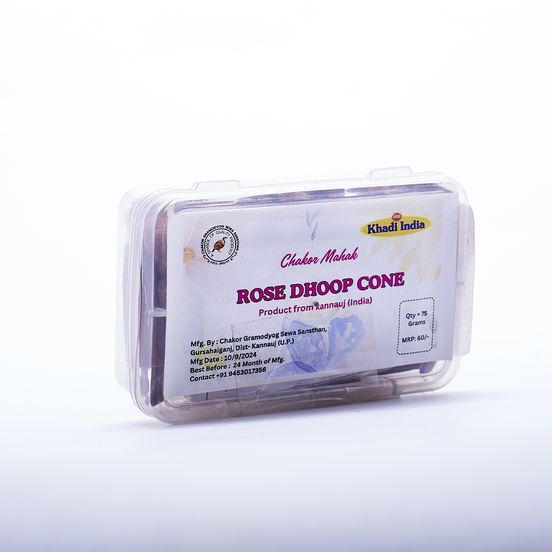 Khadi India
Chakor Mahak
ROSE DHOOP CONE
Product from Kannauj (India)
Qty = 75
Grams
MRP: 60/-
Mfg. By : Chakor Gramodyog Sewa Sansthan,
Gursahaiganj, Dist- Kannauj (U.P.)
Mfg Date : 10/9/2024
Best Before : 24 Month of Mfg.
Contact +91 9453017356